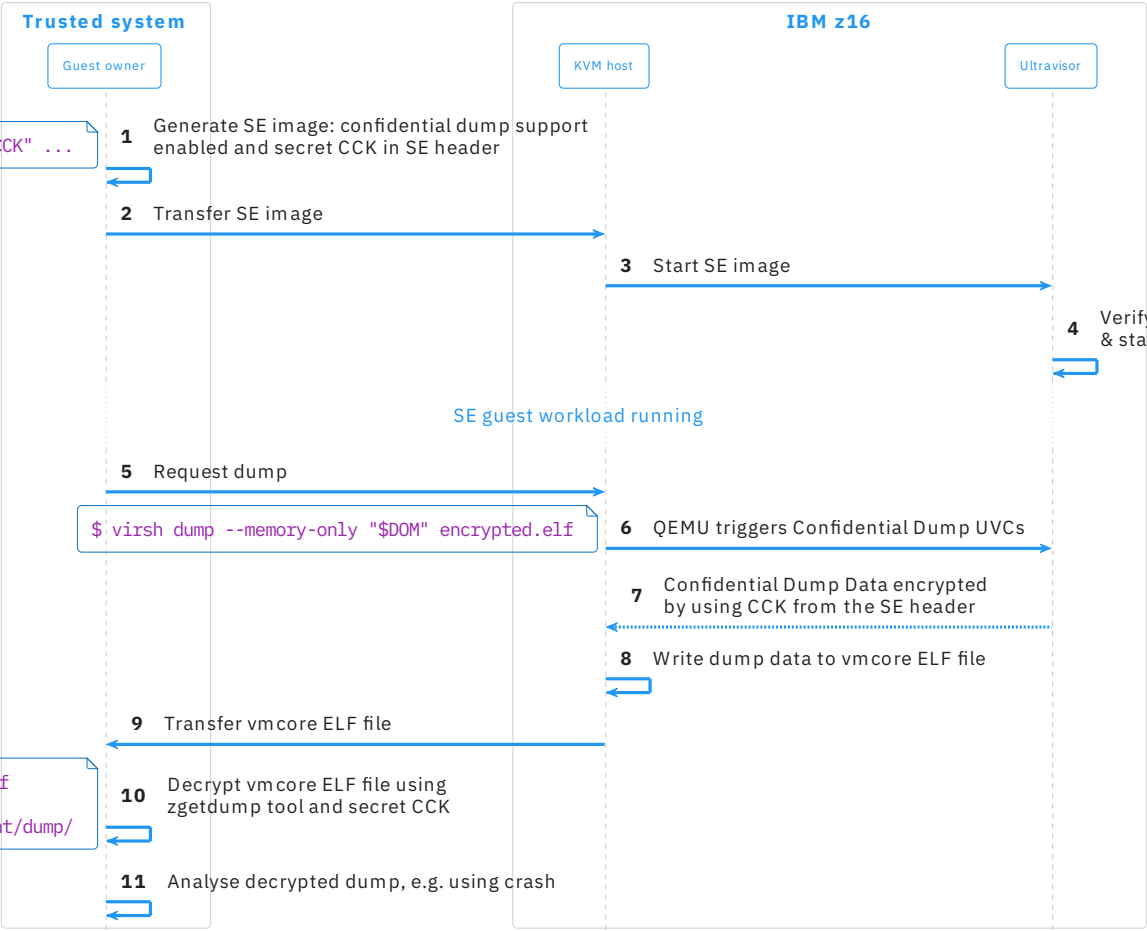 Trusted system
IBM z16
Guest owner
KVM host
Ultravisor
CCK" ...
1
Generate SE image: confidential dump support
enabled and secret CCK in SE header
2 Transfer SE image
3 Start SE image
4
Verify
& sta
SE guest workload running
5 Request dump
$ virsh dump --memory-only "$DOM" encrypted.elf
6 QEMU triggers Confidential Dump UVCs
7
Confidential Dump Data encrypted
by using CCK from the SE header
8 Write dump data to vmcore ELF file
9 Transfer vmcore ELF file
f
nt/dump/
10
Decrypt vmcore ELF file using
zgetdump tool and secret CCK
11 Analyse decrypted dump, e.g. using crash